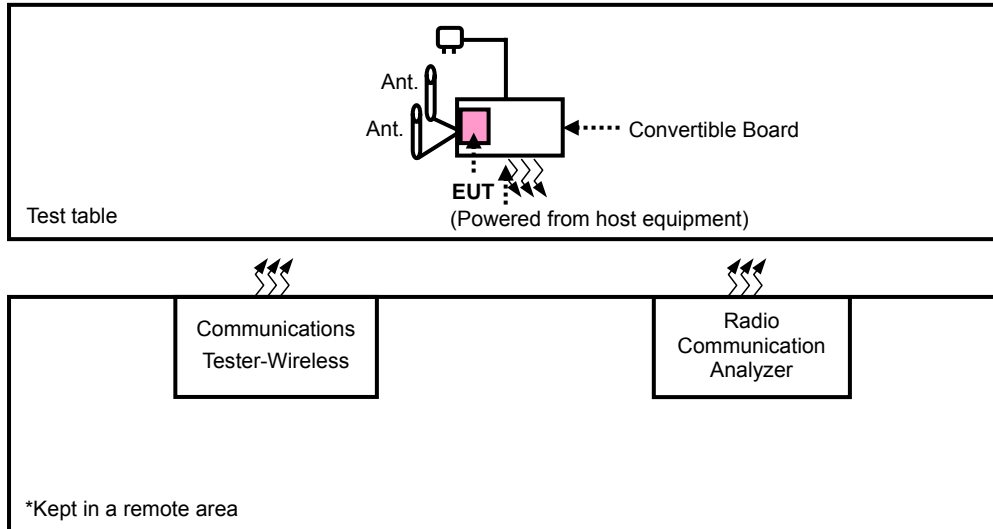 Ant.
Ant.
Convertible Board
EUT
(Powered from host equipment)
Test table
Communications
Tester-Wireless
Radio
Communication
Analyzer
*Kept in a remote area